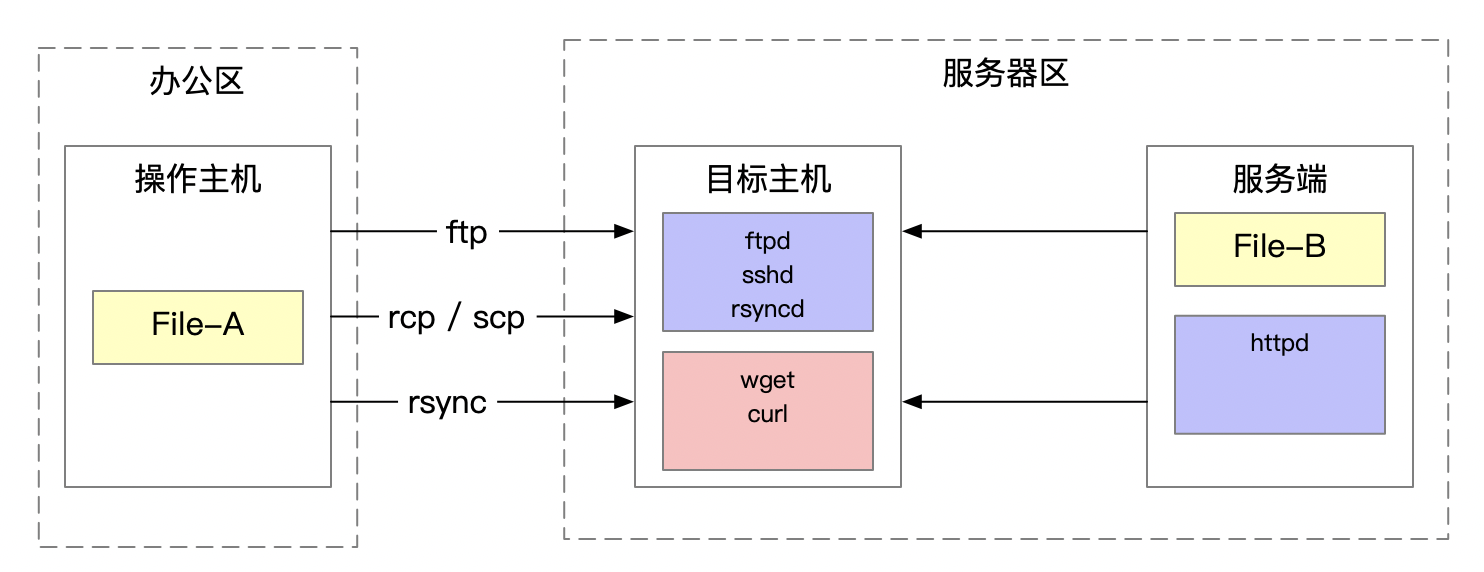 办公区
操作主机
File-A
ftp
rcp / scp
rsync
服务器区
目标主机
ftpd
sshd
rsyncd
wget
curl
服务端
File-B
httpd